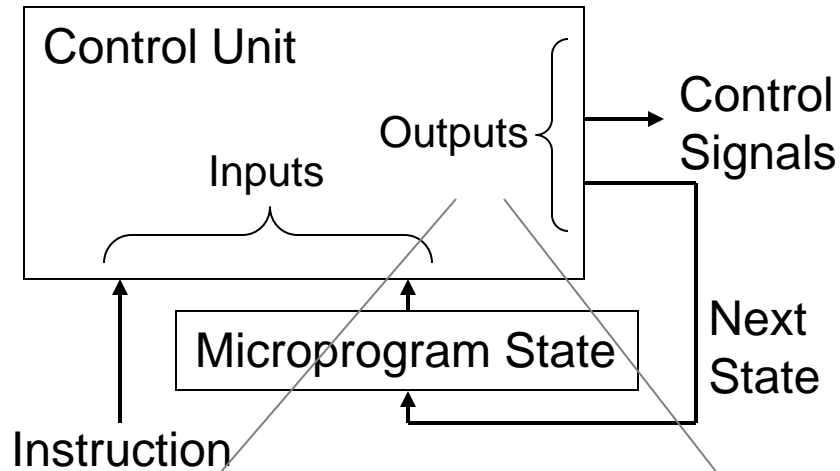 Control Unit
Control
Signals
Outputs
Inputs
Microprogram State
Next
State
Instruction